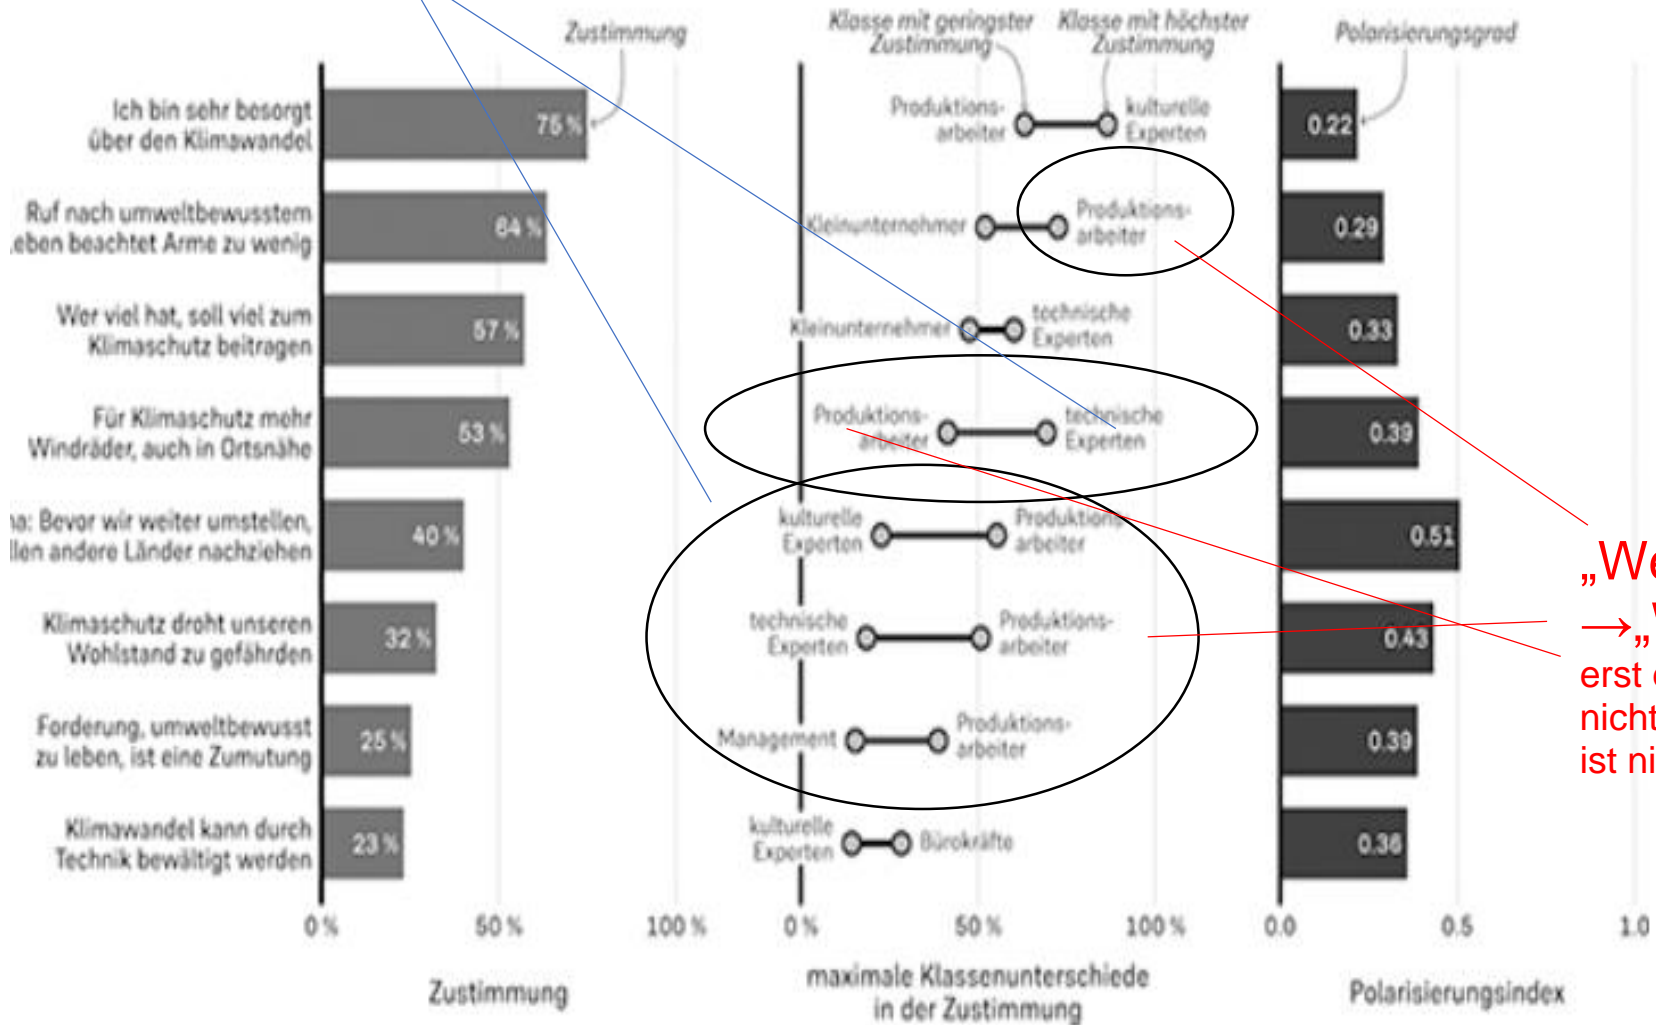 Zustimmung
Klasse mit geringster
Zustimmung
Klasse mit höchster
Zustimmung
Polarisierungsgrad
Ich bin sehr besorgt
über den Klimawandel
75 %
Produktions-
arbeiter
kulturelle
Experten
0.22
Ruf nach umweltbewusstem
eben beachtet Arme zu wenig
64 %
Kleinunternehmer
Produktions-
arbeiter
0.29
Wer viel hat, soll viel zum
Klimaschutz beitragen
57 %
Kleinunternehmer
technische
Experten
0.33
Für Klimaschutz mehr
Windräder, auch in Ortsnähe
53 %
Produktions-
arbeiter
technische
Experten
0.39
na: Bevor wir weiter umstellen,
llen andere Länder nachziehen
40 %
kulturelle
Experten
Produktions-
arbeiter
0.51
Klimaschutz droht unseren
Wohlstand zu gefährden
32 %
technische
Experten
Produktions-
arbeiter
0.43
Forderung, umweltbewusst
zu leben, ist eine Zumutung
25 %
Management
Produktions-
arbeiter
0.39
Klimawandel kann durch
Technik bewältigt werden
23 %
kulturelle
Experten
Bürokräfte
0.36
„We
→„
erst
nicht
ist ni
0 %
50 %
100 %
0 %
50 %
100 %
0.0
0.5
1.0
Zustimmung
maximale Klassenunterschiede
in der Zustimmung
Polarisierungsindex